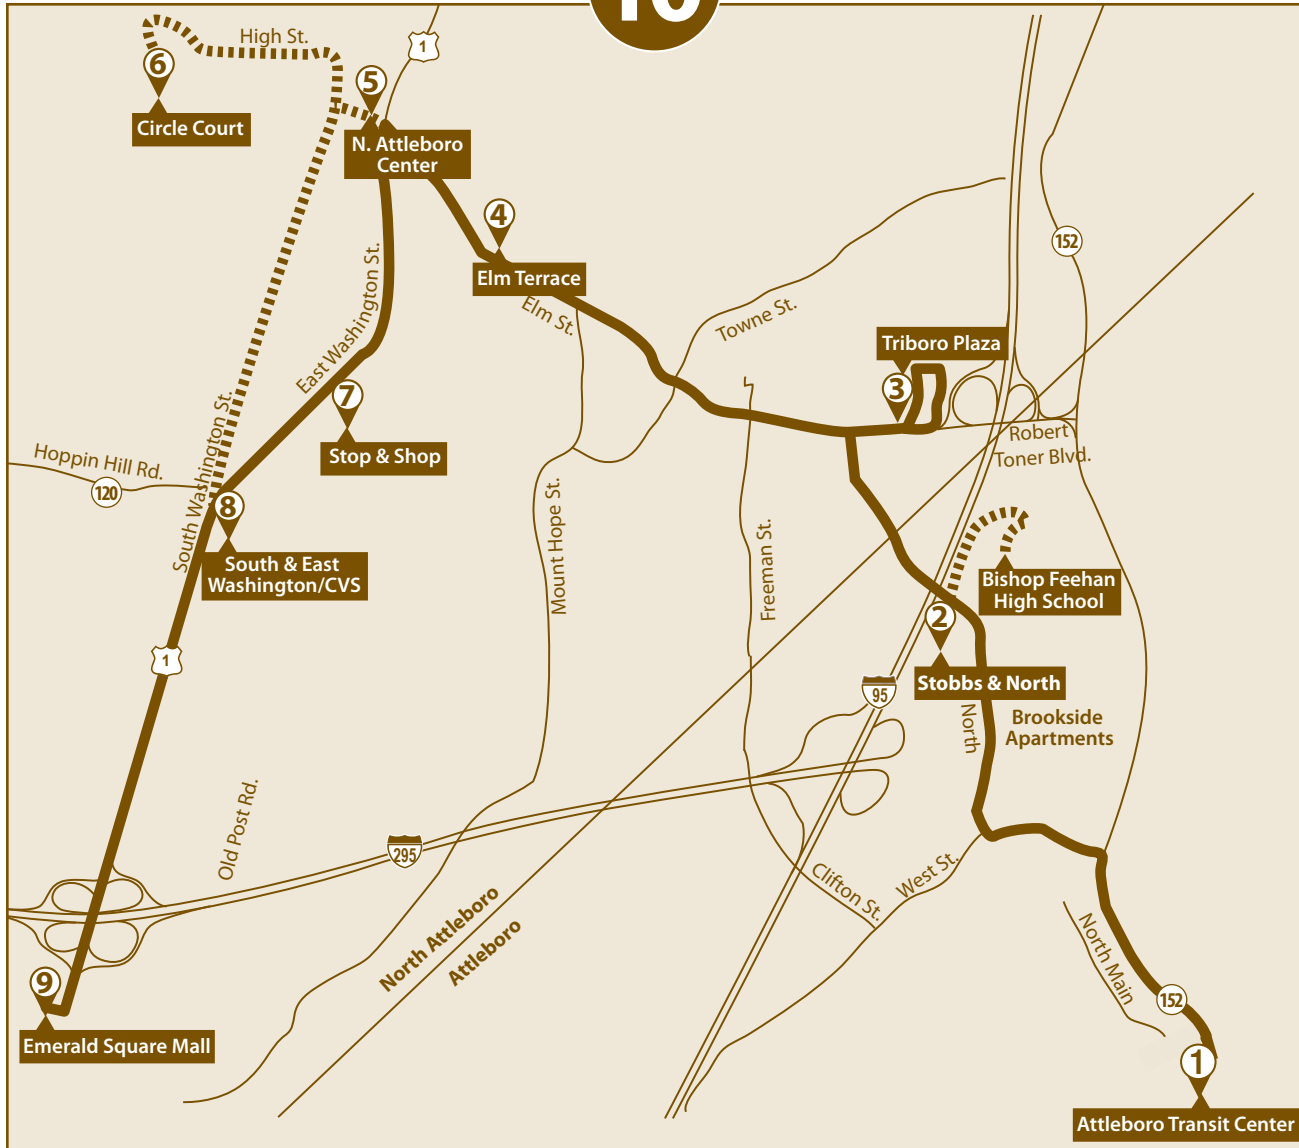 10
High St.
1
6
5
Circle Court
N. Attleboro
Center
4
152
Elm Terrace
Elm St.
East Washington St.
Towne St.
Triboro Plaza
3
7
Stop & Shop
Robert
Toner Blvd.
Hoppin Hill Rd.
120
South Washington St.
8
South & East
Washington/CVS
Mount Hope St.
Freeman St.
Bishop Feehan
High School
2
Stobbs & North
1
95
North
Brookside
Apartments
Old Post Rd.
295
Clifton St.
West St.
North Attleboro
Attleboro
North Main
9
Emerald Square Mall
152
1
Attleboro Transit Center